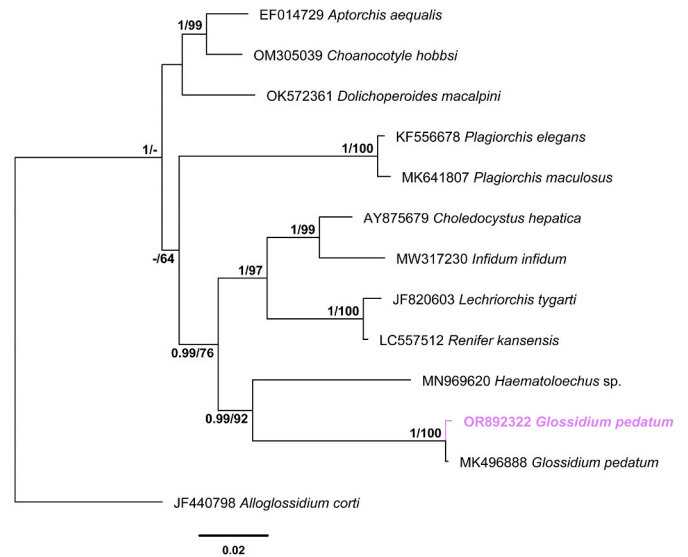 EF014729 Aptorchis aequalis
1/99
OM305039 Choanocotyle hobbsi
OK572361 Dolichoperoides macalpini
KF556678 Plagiorchis elegans
1/-
1/100
MK641807 Plagiorchis maculosus
AY875679 Choledocystus hepatica
1/99
MW317230 Infidum infidum
-/64
1/97
JF820603 Lechriorchis tygarti
1/100
LC557512 Renifer kansensis
0.99/76
MN969620 Haematoloechus sp.
0.99/92
OR892322 Glossidium pedatum
1/100
MK496888 Glossidium pedatum
JF440798 Alloglossidium corti
0.02